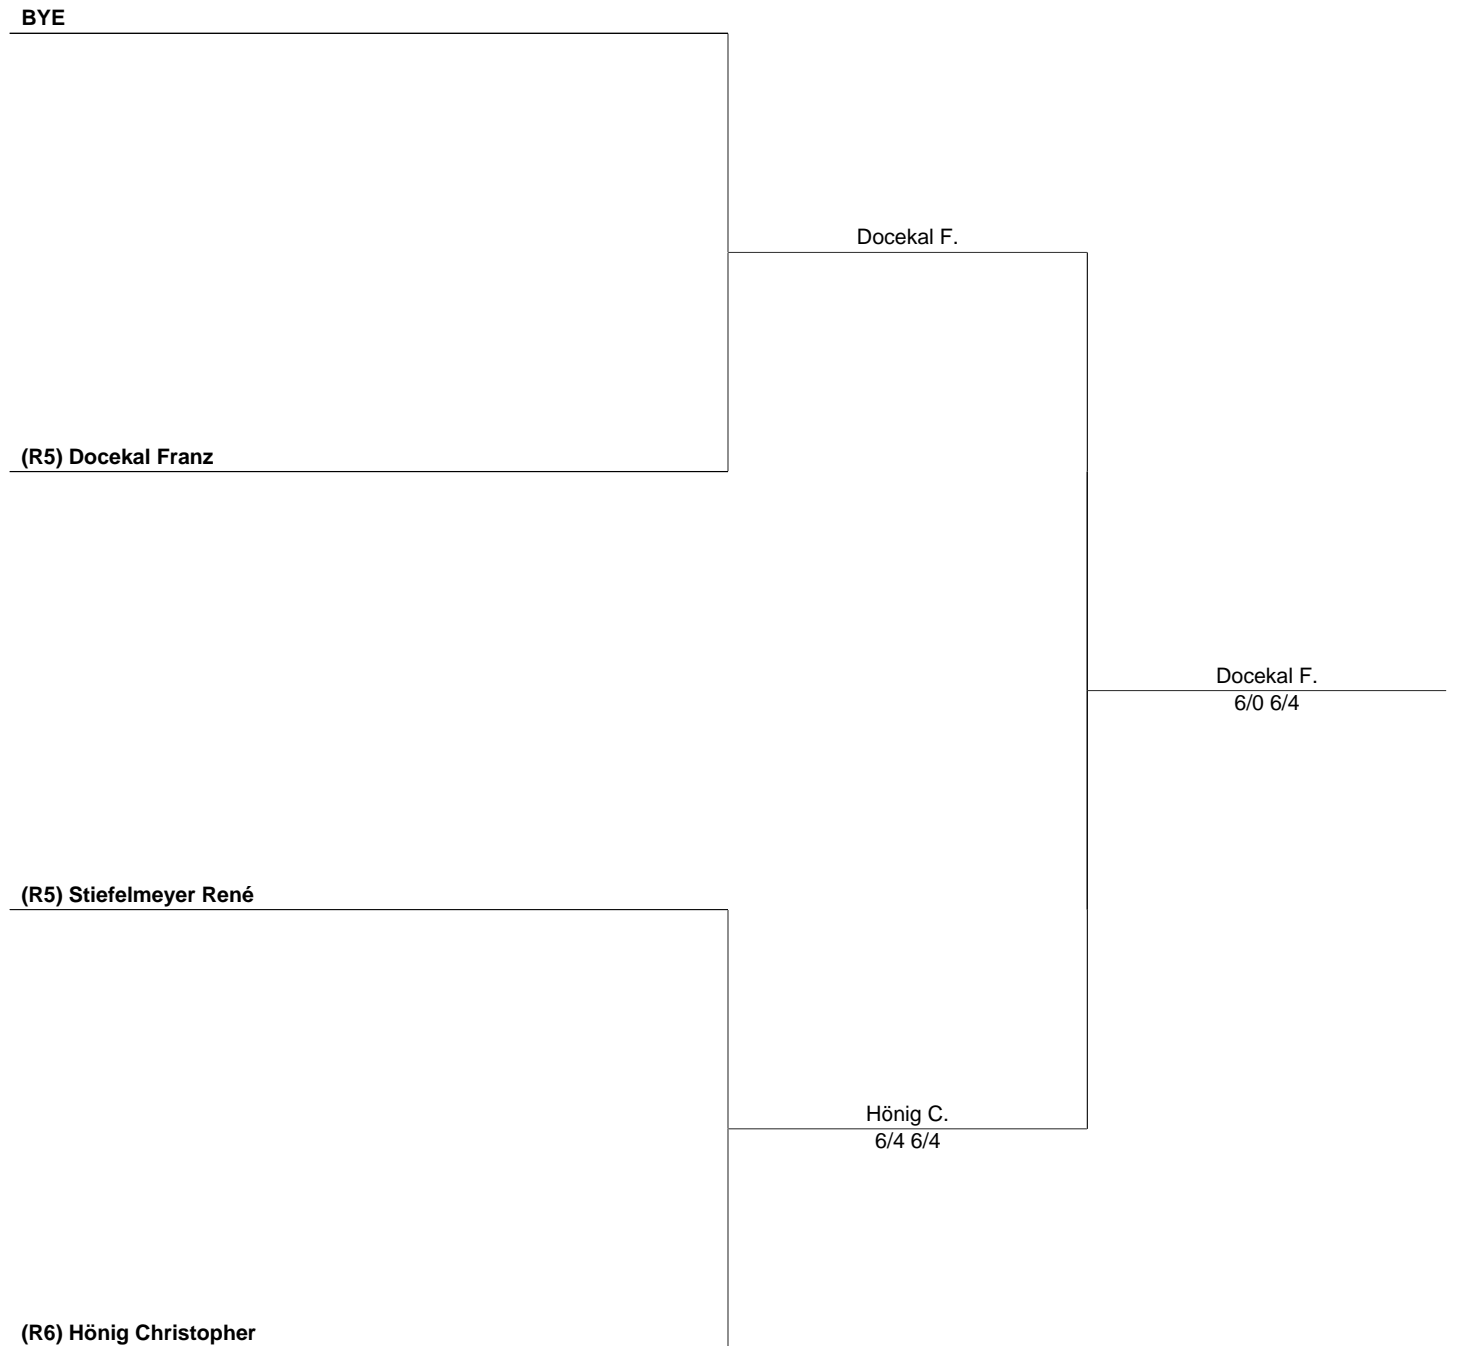 BYE
Docekal F.
(R5) Docekal Franz
Docekal F.
6/0 6/4
(R5) Stiefelmeyer René
Hönig C.
6/4 6/4
(R6) Hönig Christopher